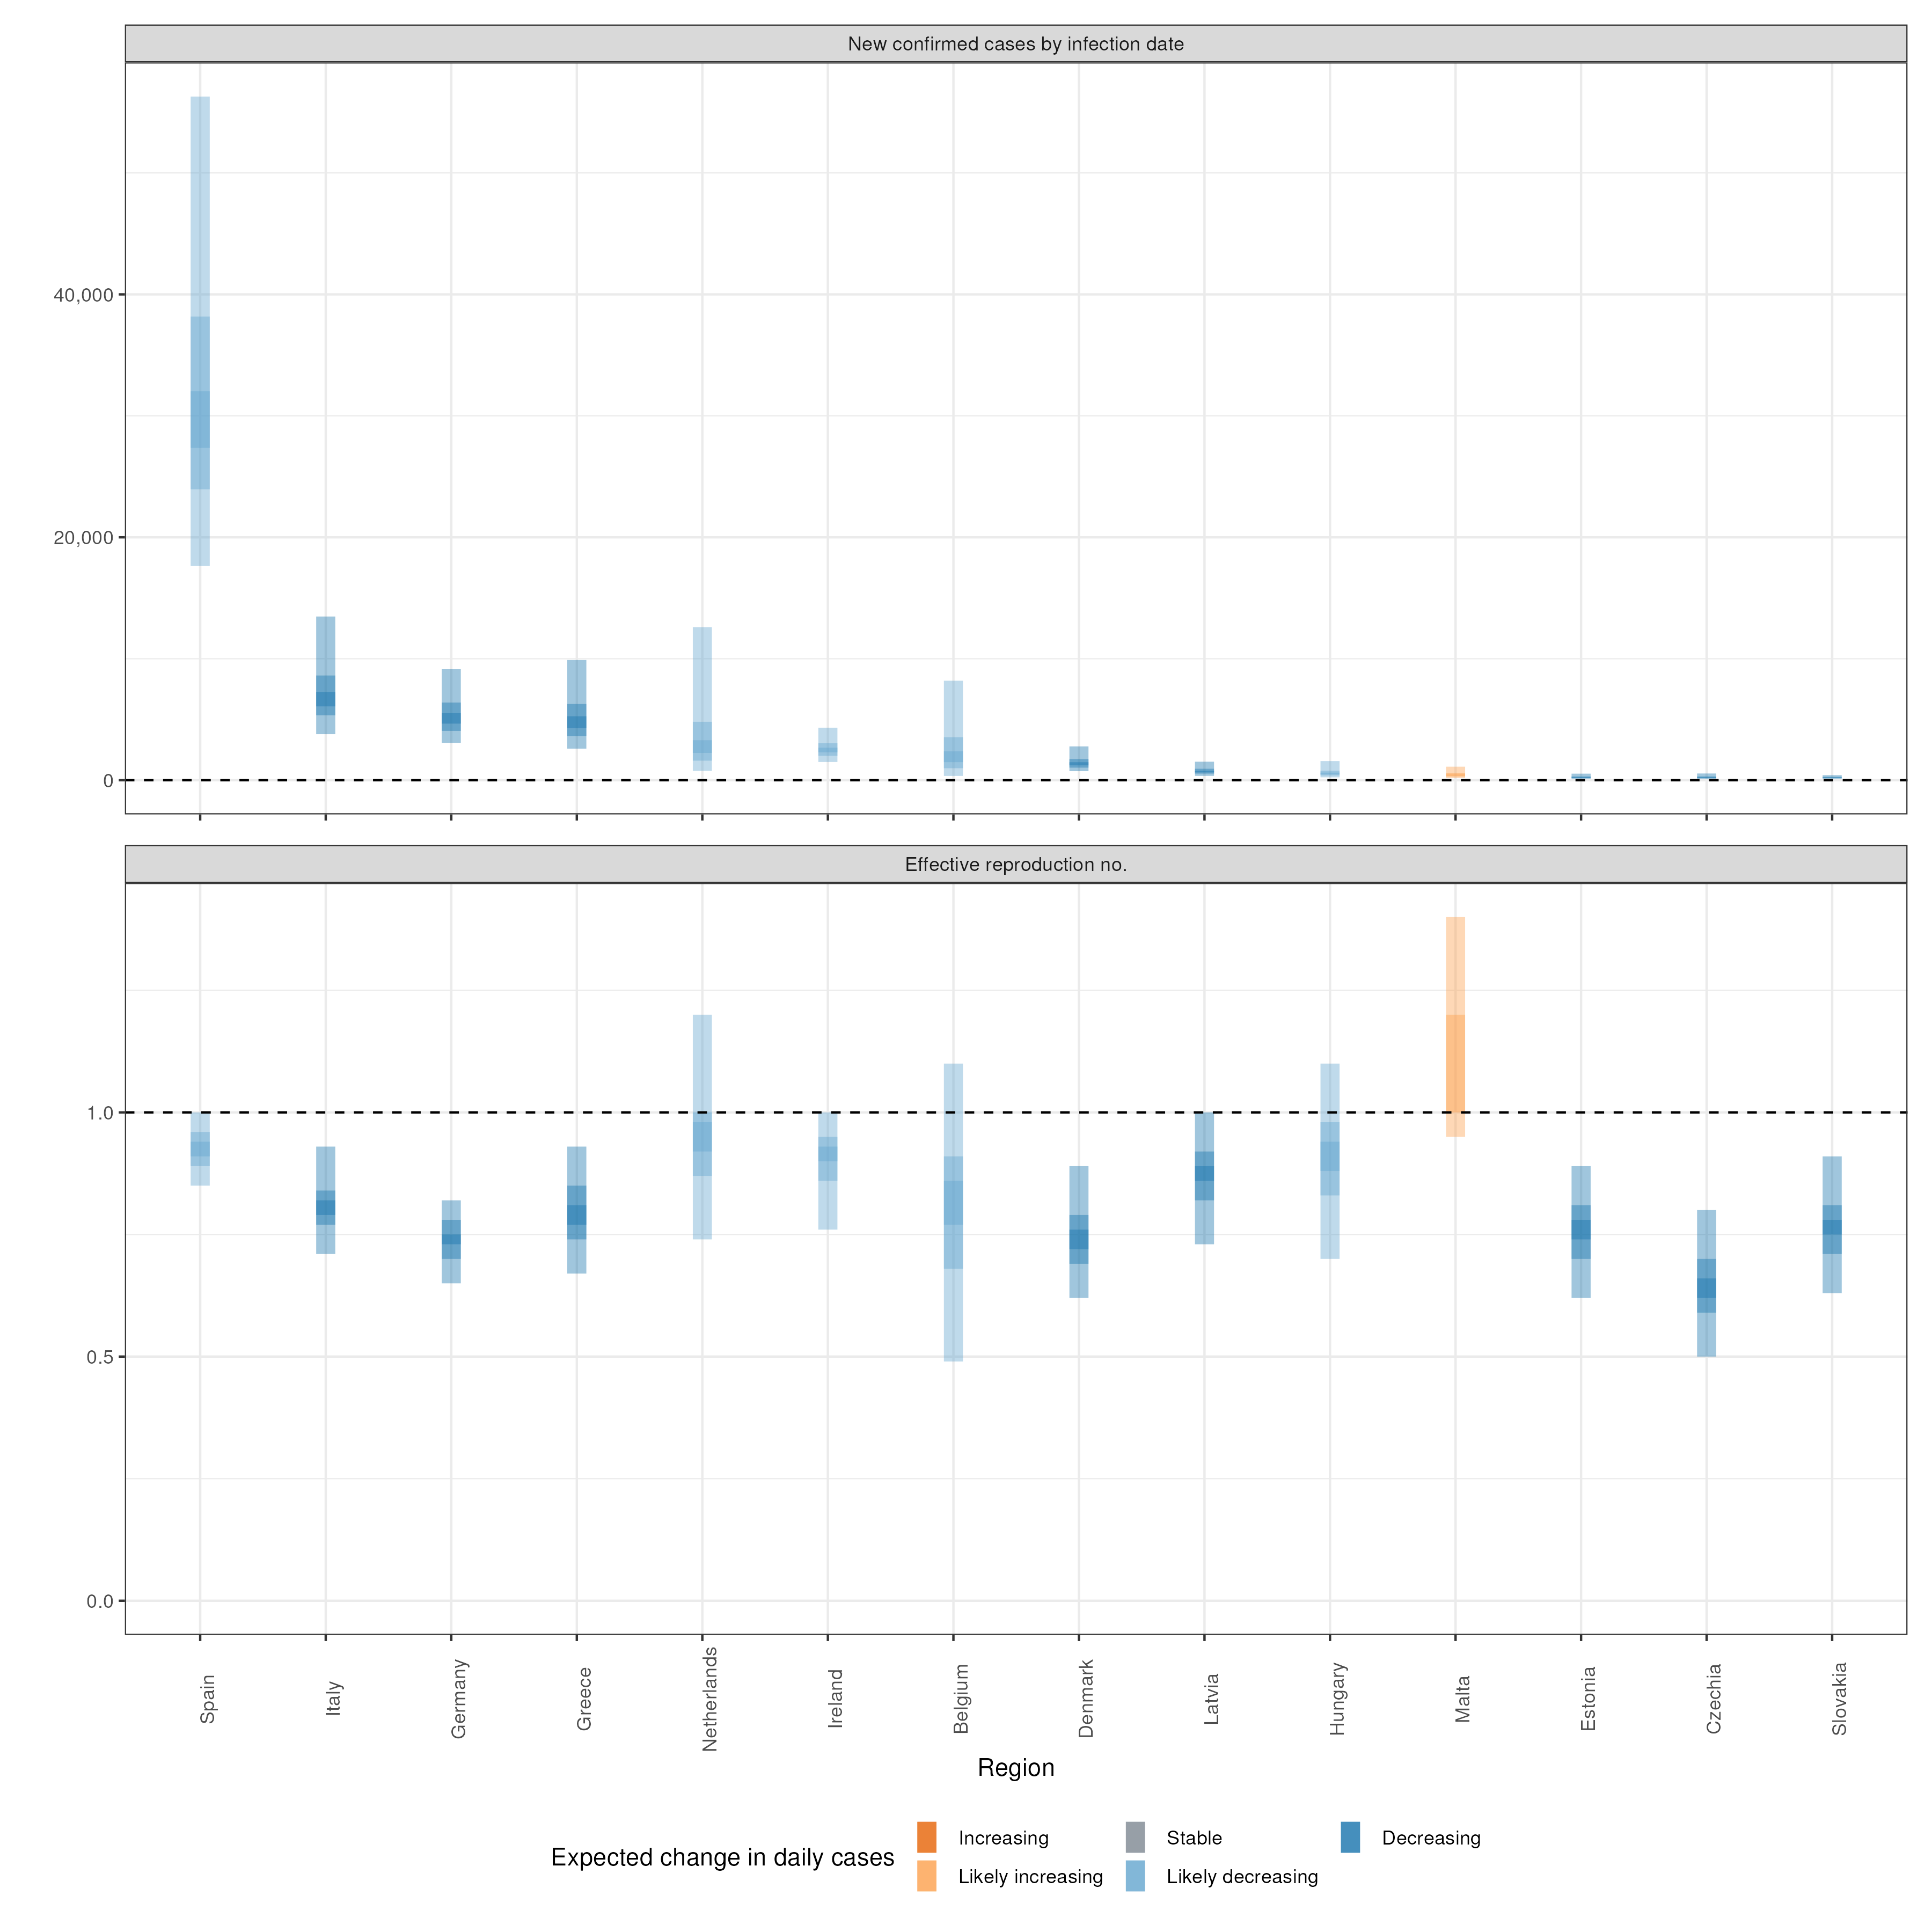 New confirmed cases by infection date
40,000
20,000
0
Effective reproduction no.
1.0
0.5
0.0
Spain
Italy
Germany
Greece
Netherlands
Ireland
Belgium
Denmark
Latvia
Hungary
Malta
Estonia
Czechia
Slovakia
Region
Expected change in daily cases
Increasing
Stable
Decreasing
Likely increasing
Likely decreasing